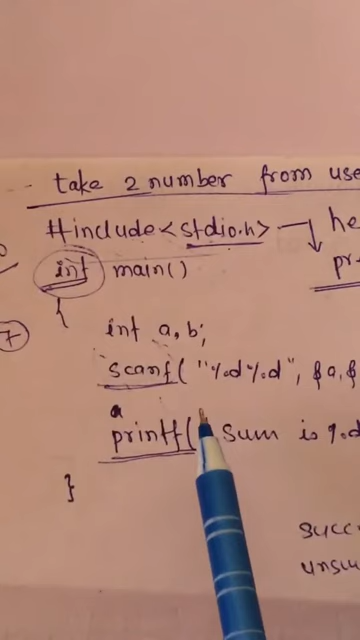 take 2 number from use
#include<stdio.h> he
int main() pr
{
7
int a, b;
scanf("%d%d", &a, &
a
printf( Sum is %d
}
succ
unsu